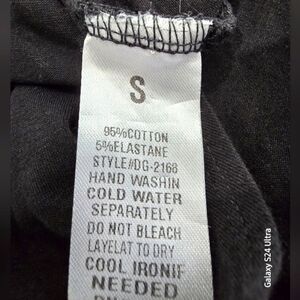 S
95%COTTON
5%ELASTANE
STYLE#DG-2168
HAND WASHIN
COLD WATER
SEPARATELY
DO NOT BLEACH
LAYELAT TO DRY
COOL IRONIF
NEEDED
Galaxy S24 Ultra